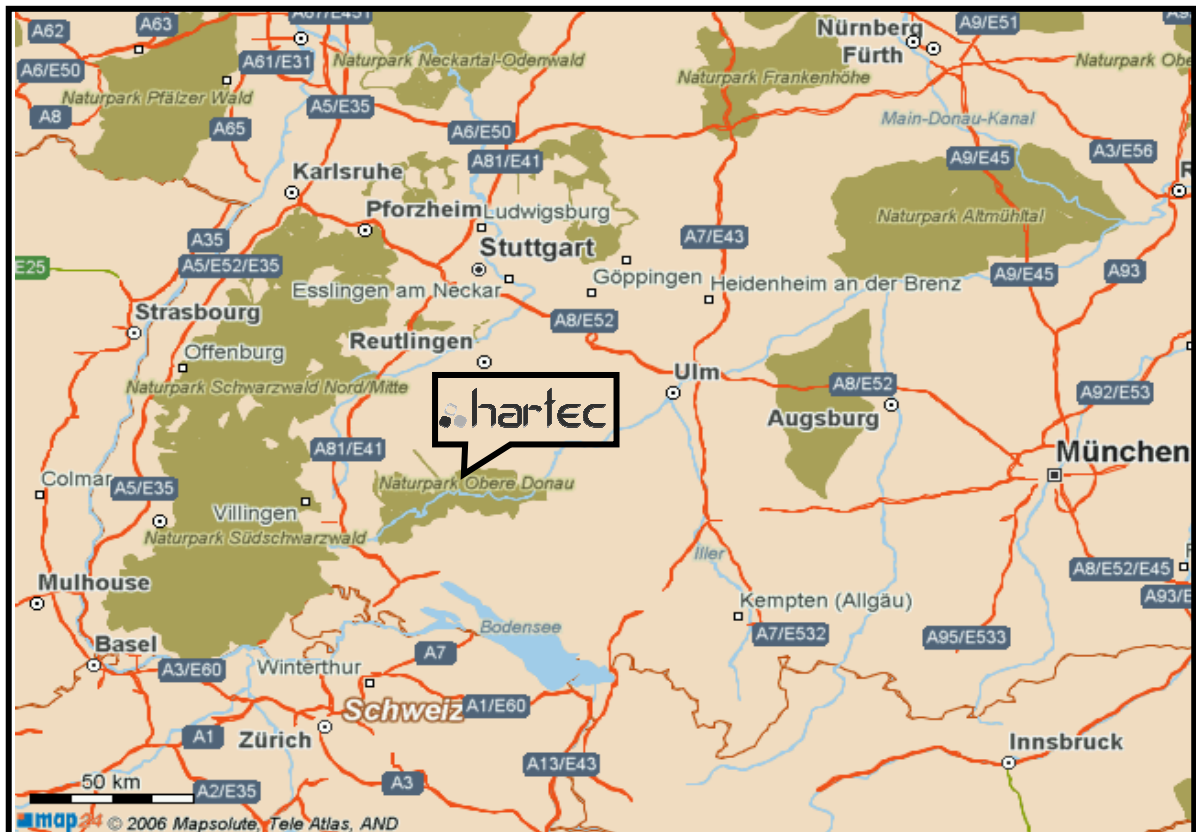 A62
A63
A67/E451
Nürnberg
A9/E51
Fürth
A6/E50
A61/E31
Naturpark Neckartal-Odenwald
Naturpark Frankenhöhe
Naturpark Pfälzer Wald
A5/E35
A8
A65
A6/E50
Main-Donau-Kanal
A81/E41
A9/E45
A3/E56
Karlsruhe
Pforzheim
Ludwigsburg
Naturpark Altmühltal
A35
A7/E43
Stuttgart
E25
A5/E52/E35
Göppingen
A9/E45
A93
Esslingen am Neckar
Heidenheim an der Brenz
Strasbourg
A8/E52
Reutlingen
Offenburg
Ulm
Naturpark Schwarzwald Nord/Mitte
A8/E52
A92/E53
hartec
Augsburg
A81/E41
München
Colmar
A5/E35
Naturpark Obere Donau
Villingen
Naturpark Südschwarzwald
Iller
A8/E52/E45
Mulhouse
Kempten (Allgäu)
A93/E
Bodensee
A7/E532
A95/E533
Basel
A7
A3/E60
Winterthur
Schweiz
A1/E60
A1
Zürich
Innsbruck
A13/E43
50 km
A3
A2/E35
map24 © 2006 Mapsolute, Tele Atlas, AND